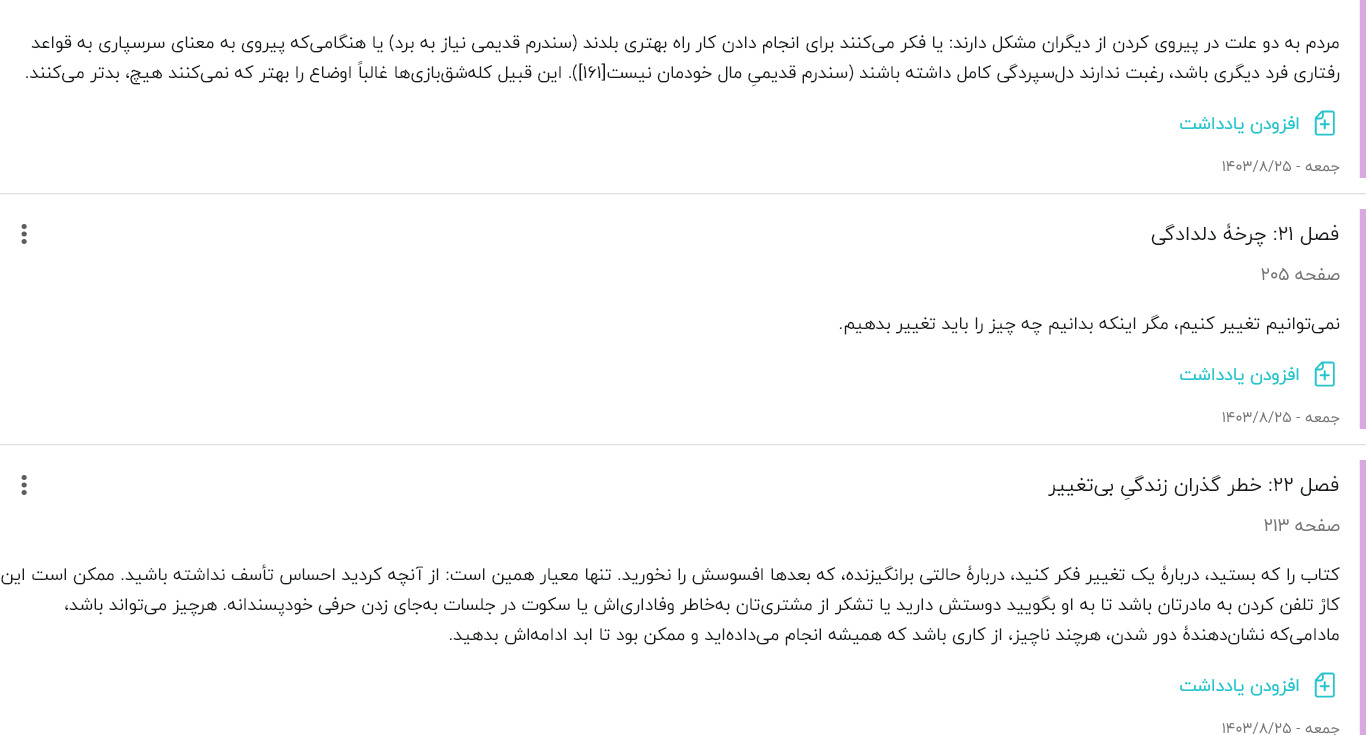 مردم به دو علت در پیروی کردن از دیگران مشکل دارند: یا فکر می‌کنند برای انجام دادن کار راه بهتری بلدند (سندرم قدیمی نیاز به برد) یا هنگامی‌که پیروی به معنای سرسپاری به قواعد
رفتاری فرد دیگری باشد، رغبت ندارند دل‌سپردگی کامل داشته باشند (سندرم قدیمیِ مال خودمان نیست[۱۶۱]). این قبیل کله‌شق‌بازی‌ها غالباً اوضاع را بهتر که نمی‌کنند هیچ، بدتر می‌کنند.
افزودن یادداشت
جمعه - ۱۴۰۳/۸/۲۵
فصل ۲۱: چرخهٔ دلدادگی
صفحه ۲۰۵
نمی‌توانیم تغییر کنیم، مگر اینکه بدانیم چه چیز را باید تغییر بدهیم.
افزودن یادداشت
جمعه - ۱۴۰۳/۸/۲۵
فصل ۲۲: خطر گذران زندگیِ بی‌تغییر
صفحه ۲۱۳
کتاب را که بستید، دربارهٔ یک تغییر فکر کنید، دربارهٔ حالتی برانگیزنده، که بعدها افسوسش را نخورید. تنها معیار همین است: از آنچه کردید احساس تأسف نداشته باشید. ممکن است این
کارْ تلفن کردن به مادرتان باشد تا به او بگویید دوستش دارید یا تشکر از مشتری‌تان به‌خاطر وفاداری‌اش یا سکوت در جلسات به‌جای زدن حرفی خودپسندانه. هرچیز می‌تواند باشد،
مادامی‌که نشان‌دهندهٔ دور شدن، هرچند ناچیز، از کاری باشد که همیشه انجام می‌داده‌اید و ممکن بود تا ابد ادامه‌اش بدهید.
افزودن یادداشت
جمعه - ۱۴۰۳/۸/۲۵